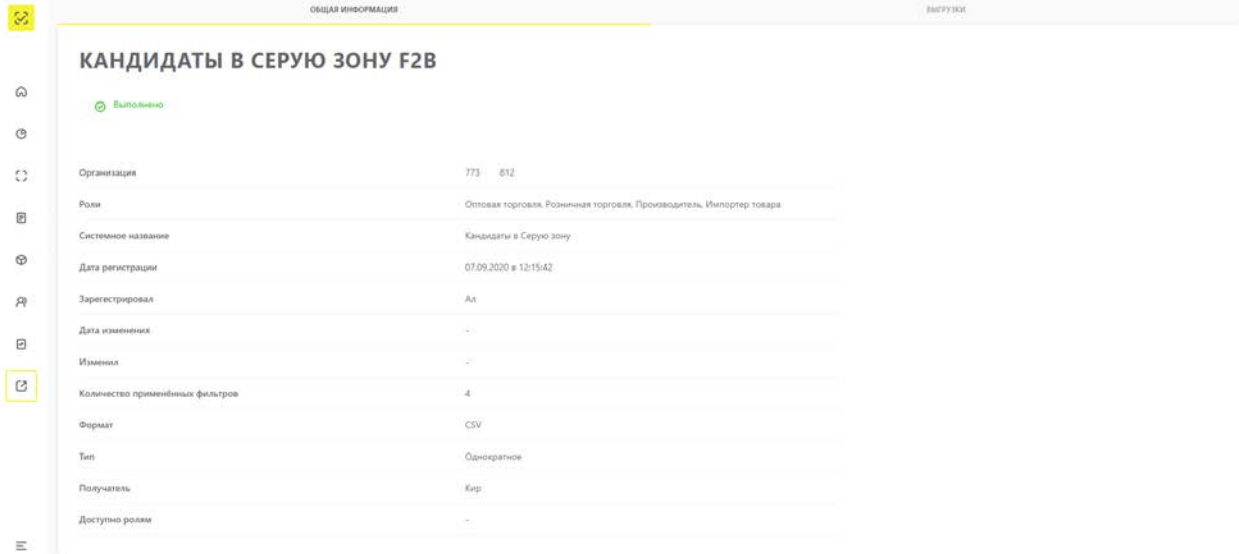 ОБЩАЯ ИНФОРМАЦИЯ ВЫГРУЗКИ
КАНДИДАТЫ В СЕРУЮ ЗОНУ F2B
Выполнено
Организация 773 812
Роли Оптовая торговля, Розничная торговля, Производитель, Импортер товара
Системное название Кандидаты в Серую зону
Дата регистрации 07.09.2020 в 12:15:42
Зарегестрировал Ал
Дата изменения -
Изменил -
Количество применённых фильтров 4
Формат CSV
Тип Однократное
Получатель Кир
Доступно ролям -